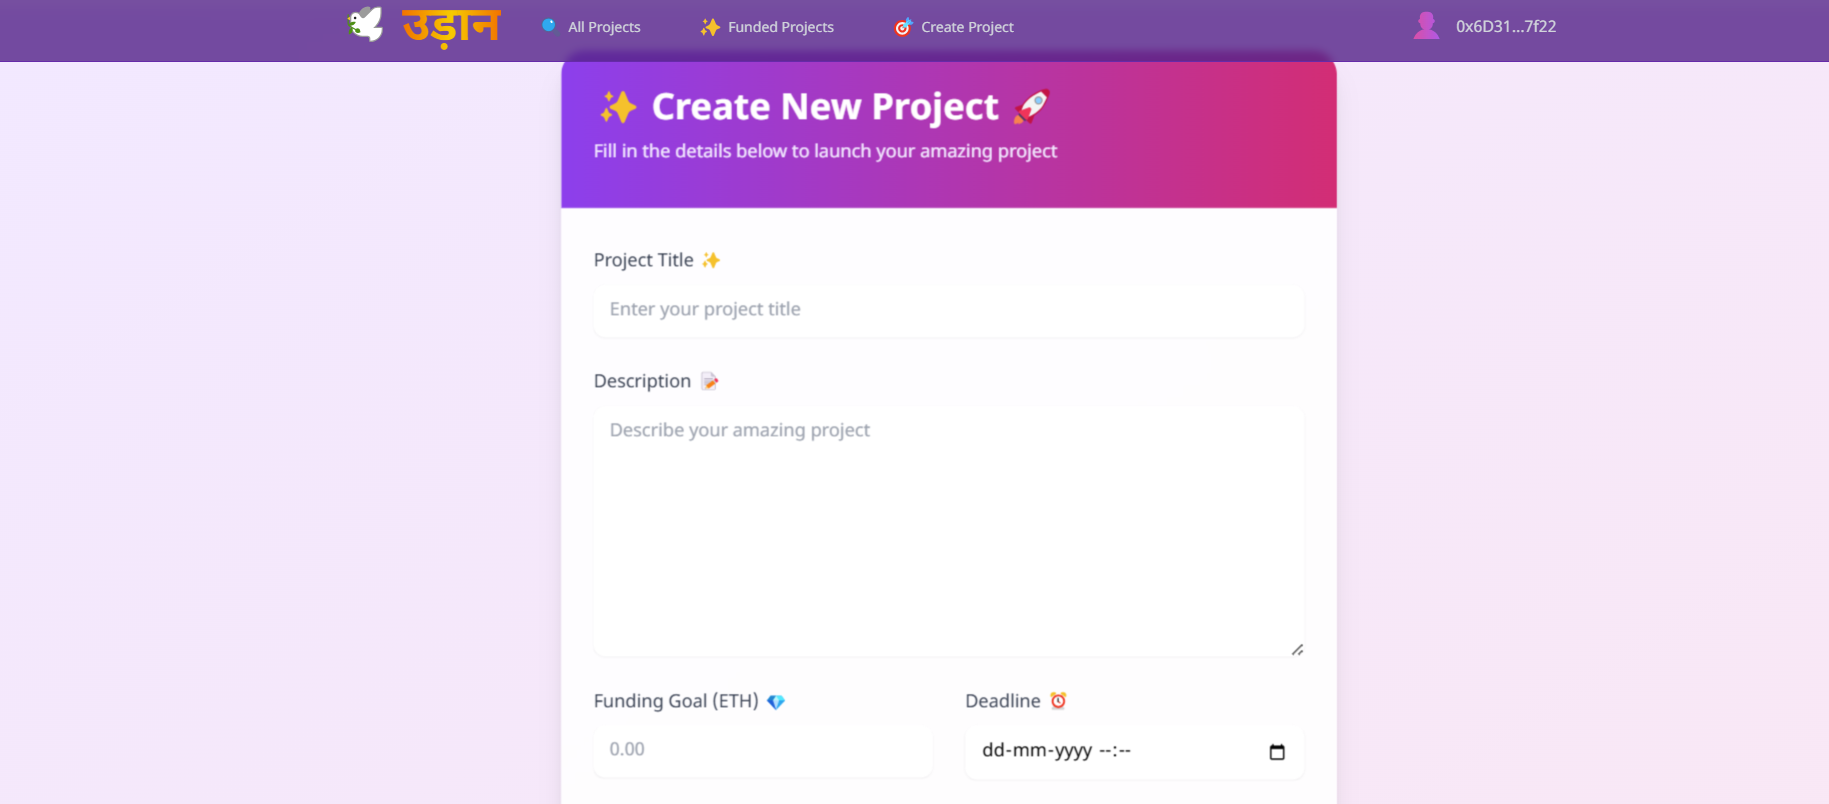 उड़ान All Projects Funded Projects Create Project 0x6D31...7f22
Create New Project
Fill in the details below to launch your amazing project
Project Title
Enter your project title
Description
Describe your amazing project
Funding Goal (ETH) Deadline
0.00 dd-mm-yyyy --:--